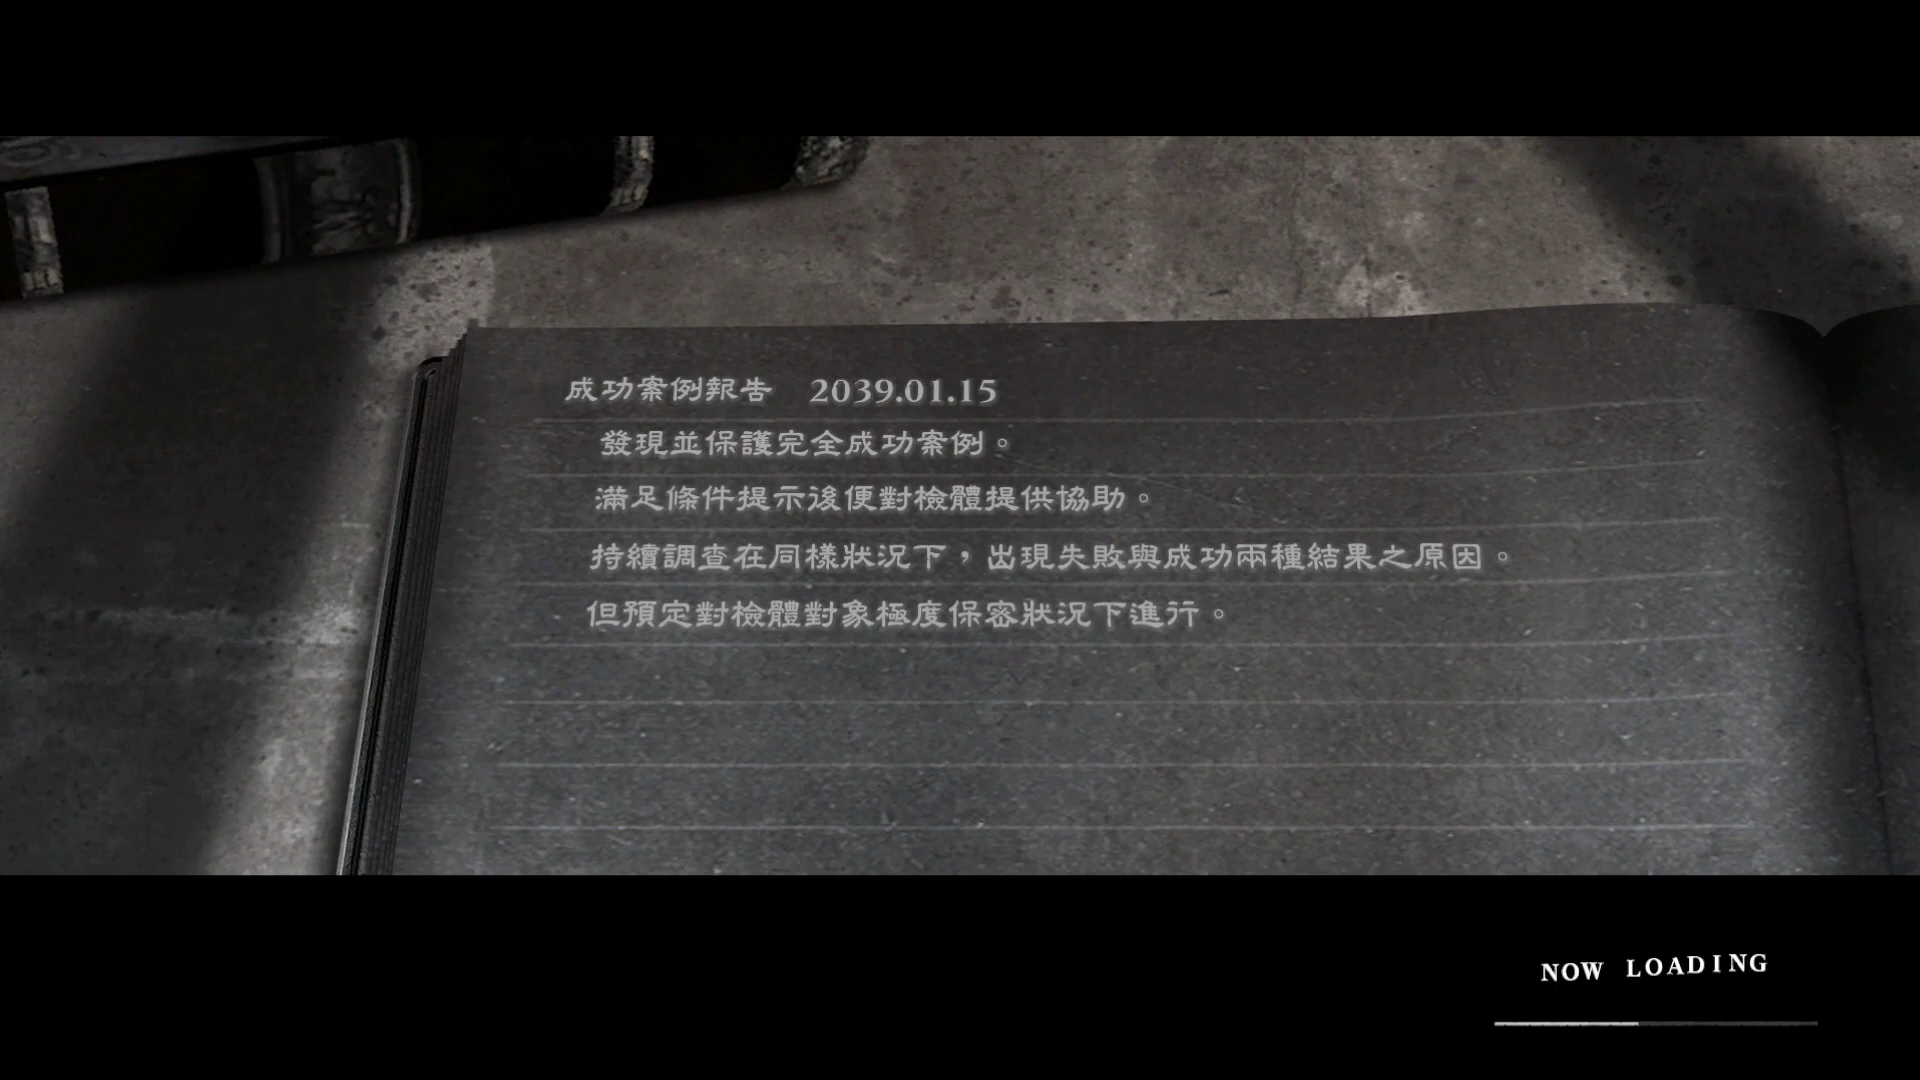 成功案例報告　2039.01.15
發現並保護完全成功案例。
滿足條件提示後便對檢體提供協助。
持續調查在同樣狀況下，出現失敗與成功兩種結果之原因。
但預定對檢體對象極度保密狀況下進行。
NOW LOADING